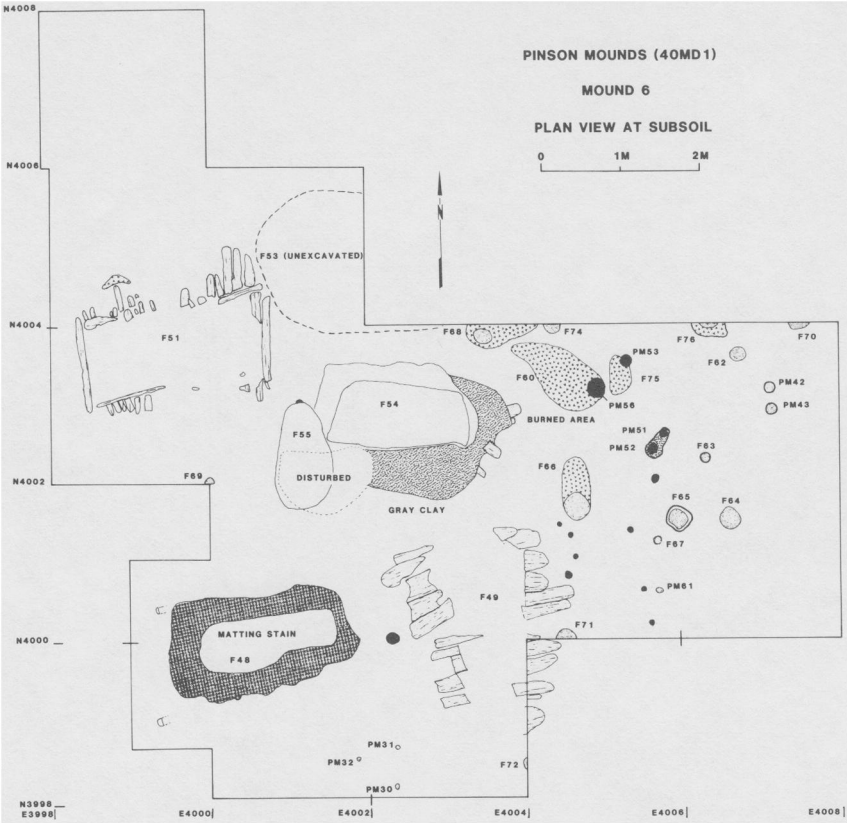 N4008
PINSON MOUNDS (40MD1)
MOUND 6
PLAN VIEW AT SUBSOIL
0 1M 2M
N4006
N
F53 (UNEXCAVATED)
N4004
F51
F68
F74
F76
F70
PM53
F62
F60
F75
PM42
PM56
PM43
F54
BURNED AREA
PM51
F55
PM52
F63
DISTURBED
F66
F69
N4002
GRAY CLAY
F65
F64
F67
F49
PM61
MATTING STAIN
F71
N4000
F48
PM31
PM32
F72
PM30
N3998
E3998 E4000 E4002 E4004 E4006 E4008